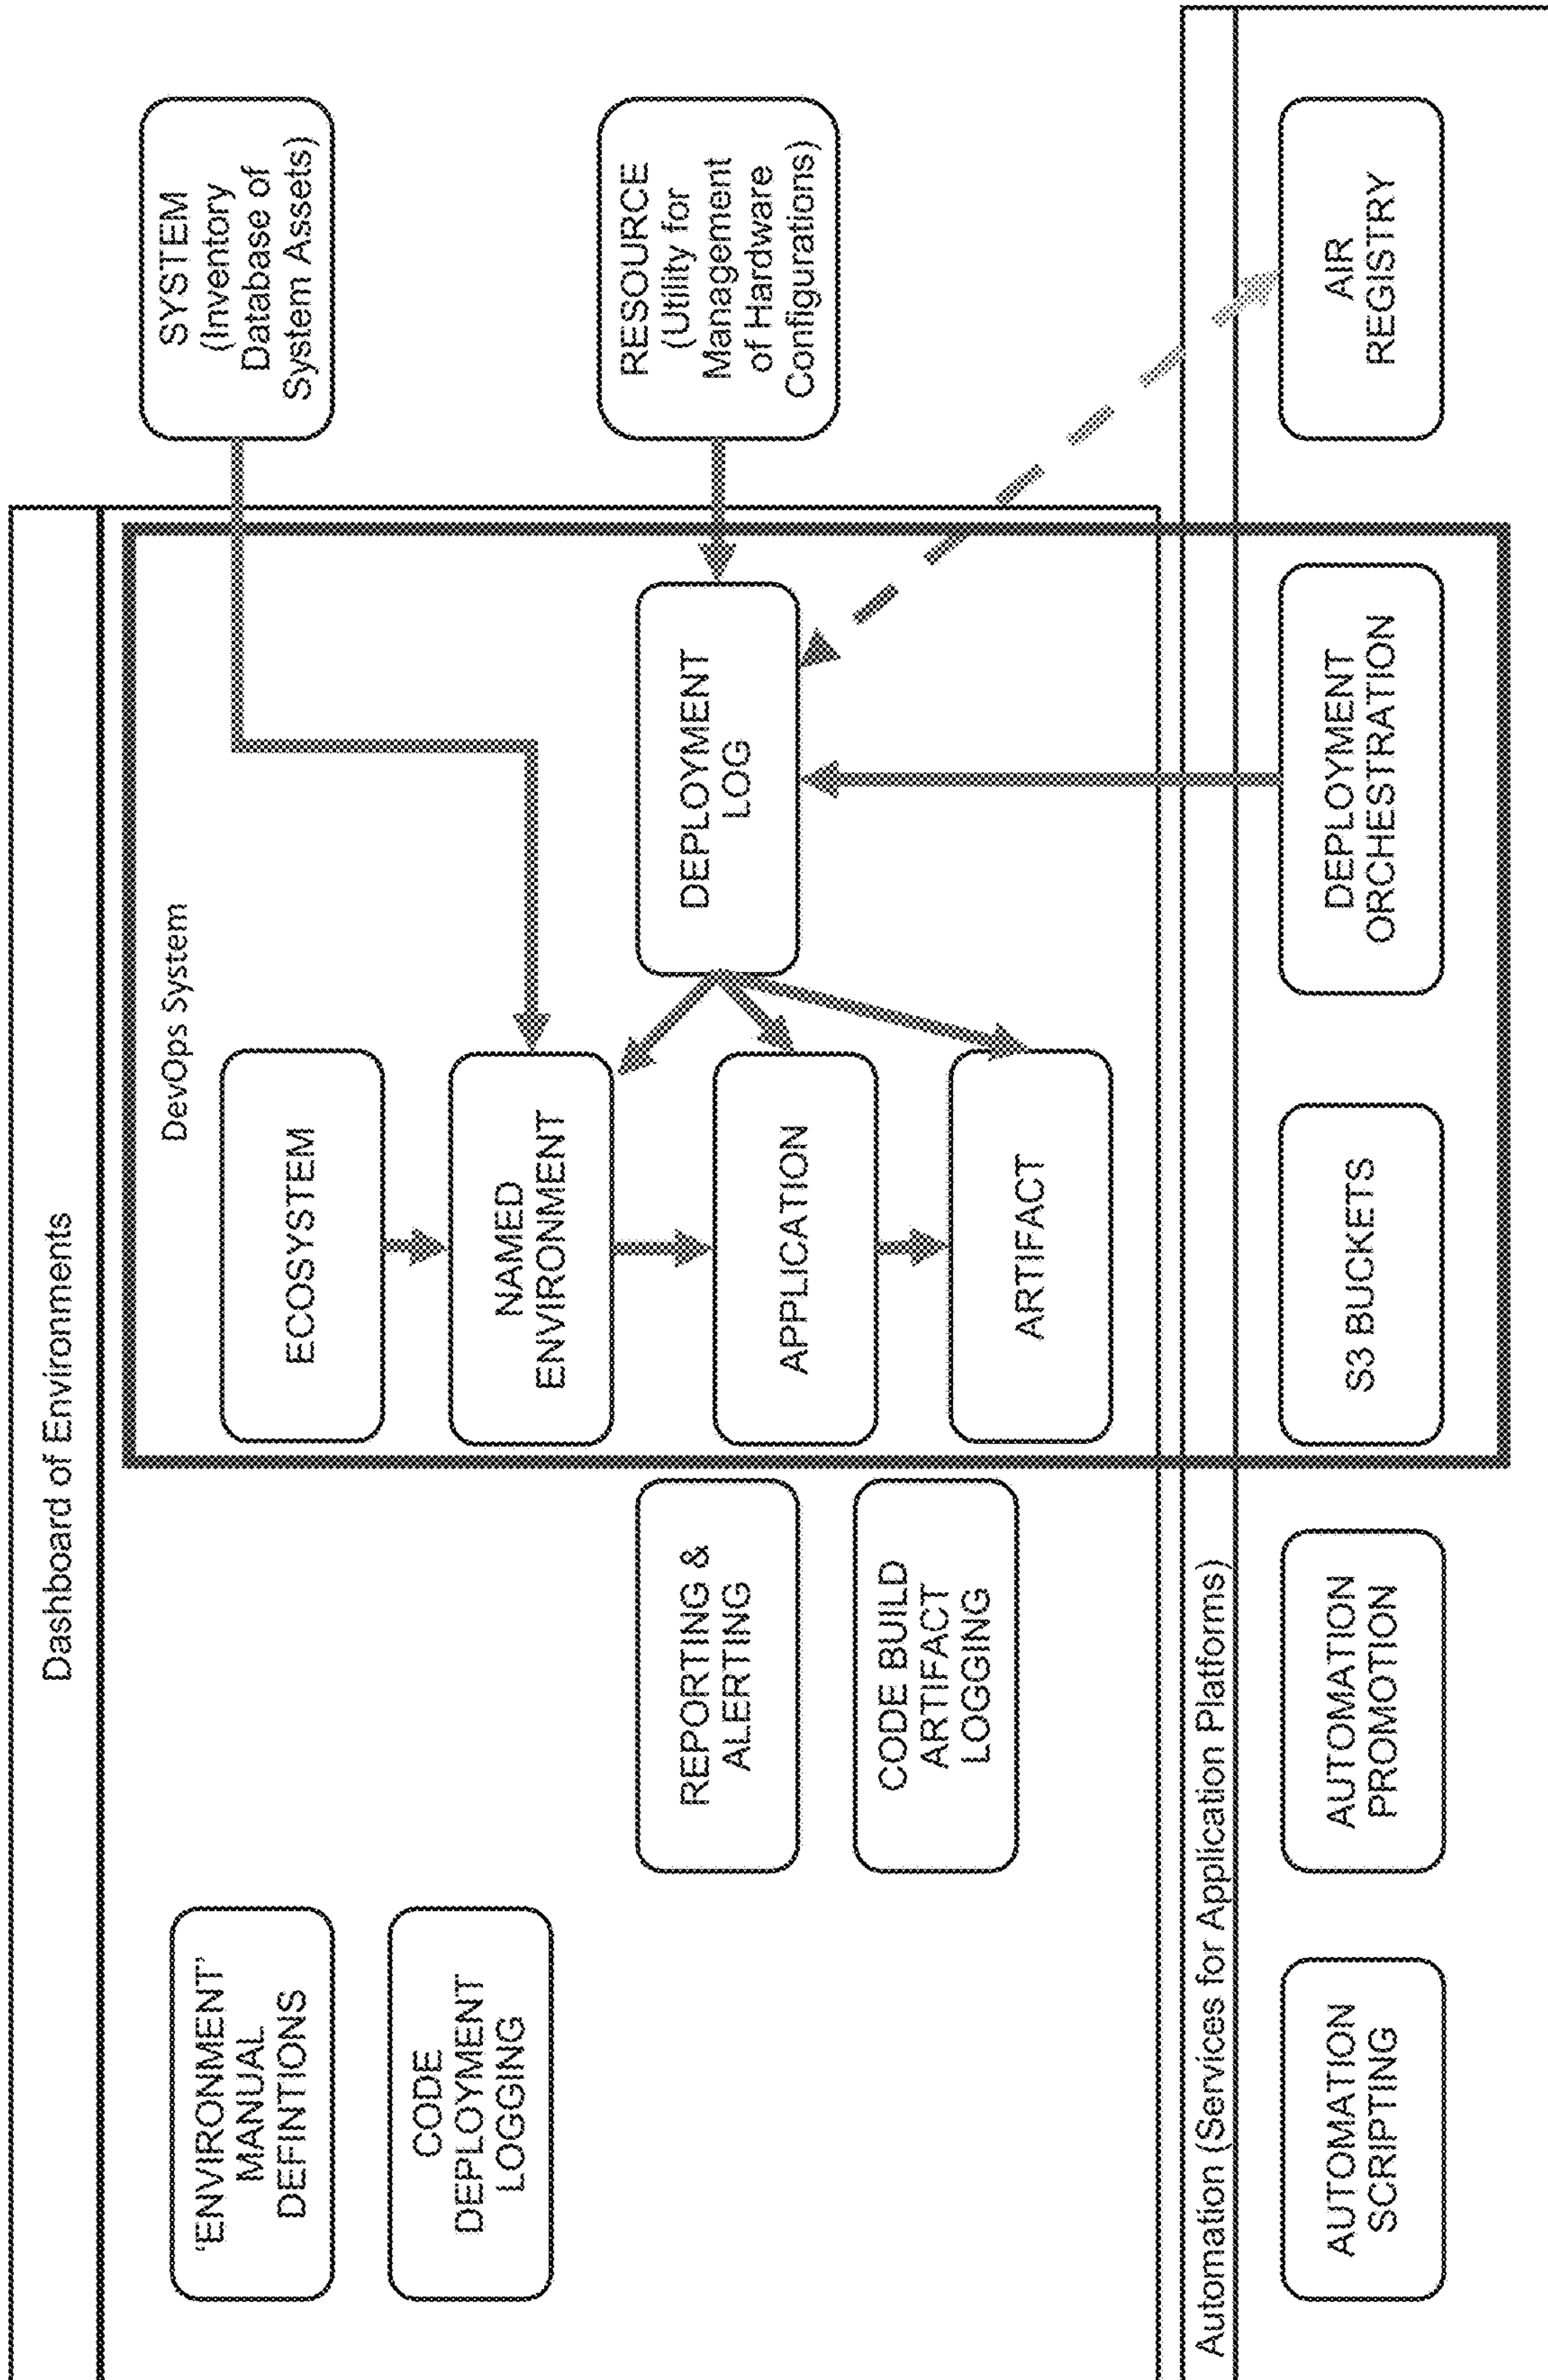 Dashboard of Environments
'ENVIRONMENT'
MANUAL
DEFINTIONS
CODE
DEPLOYMENT
LOGGING
REPORTING &
ALERTING
CODE BUILD
ARTIFACT
LOGGING
DevOps System
ECOSYSTEM
NAMED
ENVIRONMENT
APPLICATION
ARTIFACT
DEPLOYMENT
LOG
SYSTEM
(Inventory
Database of
System Assets)
RESOURCE
(Utility for
Management
of Hardware
Configurations)
Automation (Services for Application Platforms)
AUTOMATION
SCRIPTING
AUTOMATION
PROMOTION
S3 BUCKETS
DEPLOYMENT
ORCHESTRATION
AIR
REGISTRY